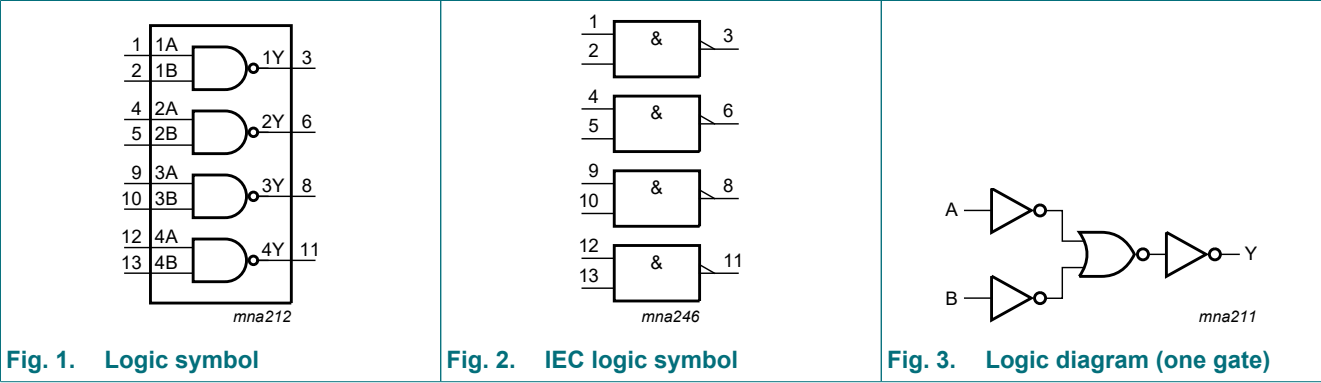 1 1A
1Y 3
2 1B
4 2A
2Y 6
5 2B
9 3A
3Y 8
10 3B
12 4A
4Y 11
13 4B
mna212
Fig. 1. Logic symbol
1
& 3
2
4
& 6
5
9
& 8
10
12
& 11
13
mna246
Fig. 2. IEC logic symbol
A
Y
B
mna211
Fig. 3. Logic diagram (one gate)